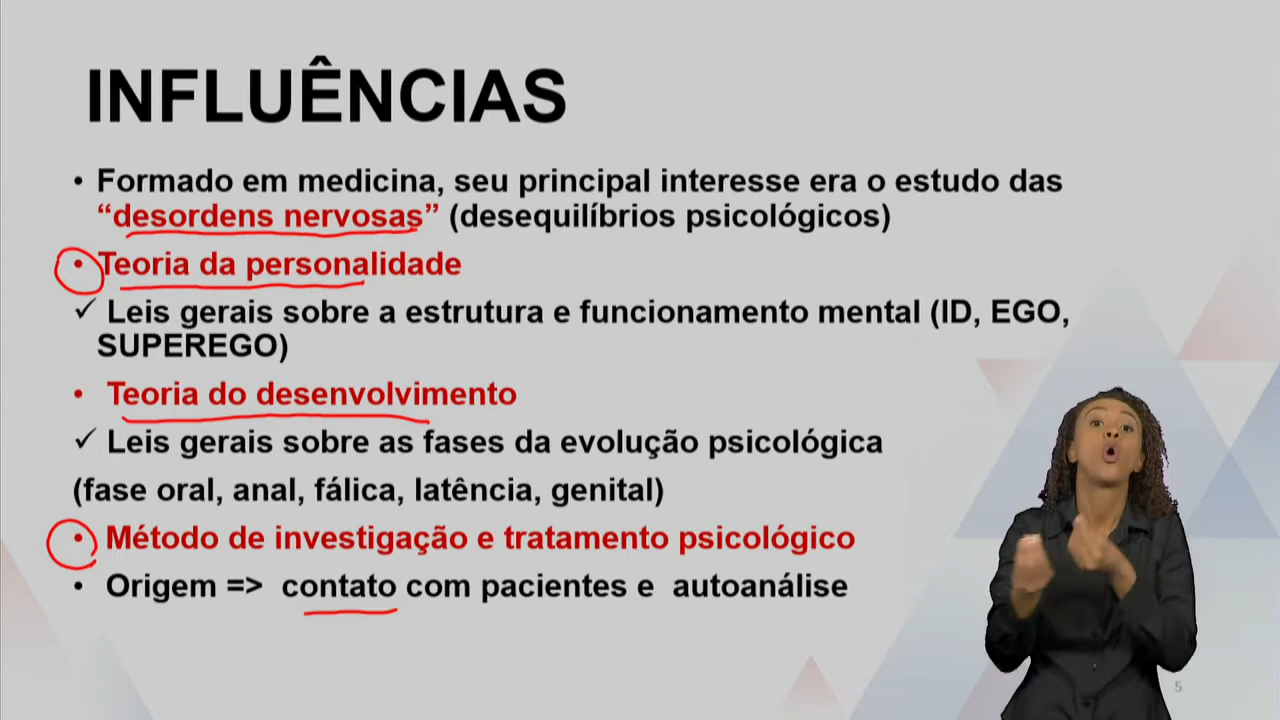 INFLUÊNCIAS
• Formado em medicina, seu principal interesse era o estudo das
“desordens nervosas” (desequilíbrios psicológicos)
• Teoria da personalidade
✓ Leis gerais sobre a estrutura e funcionamento mental (ID, EGO,
SUPEREGO)
• Teoria do desenvolvimento
✓ Leis gerais sobre as fases da evolução psicológica
(fase oral, anal, fálica, latência, genital)
• Método de investigação e tratamento psicológico
• Origem => contato com pacientes e autoanálise
5